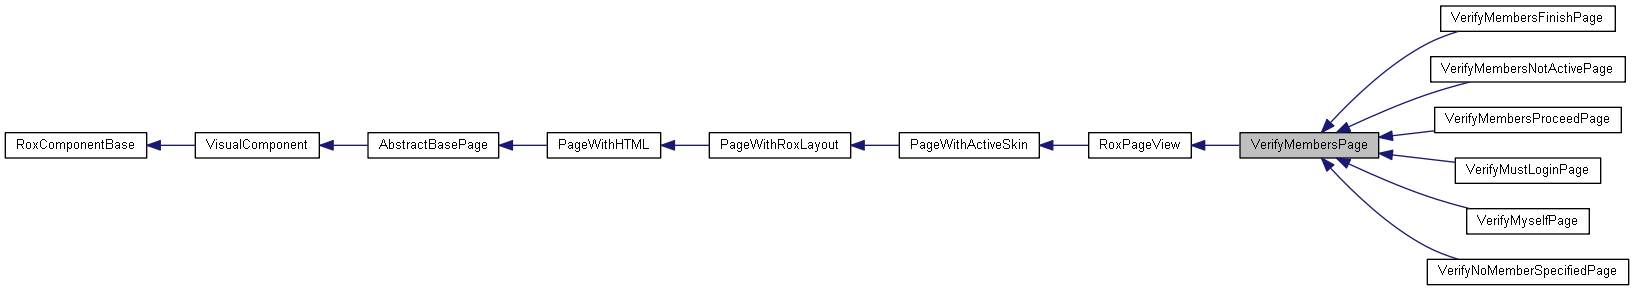 VerifyMembersFinishPage
VerifyMembersNotActivePage
VerifyMembersProceedPage
RoxComponentBase
VisualComponent
AbstractBasePage
PageWithHTML
PageWithRoxLayout
PageWithActiveSkin
RoxPageView
VerifyMembersPage
VerifyMustLoginPage
VerifyMyselfPage
VerifyNoMemberSpecifiedPage